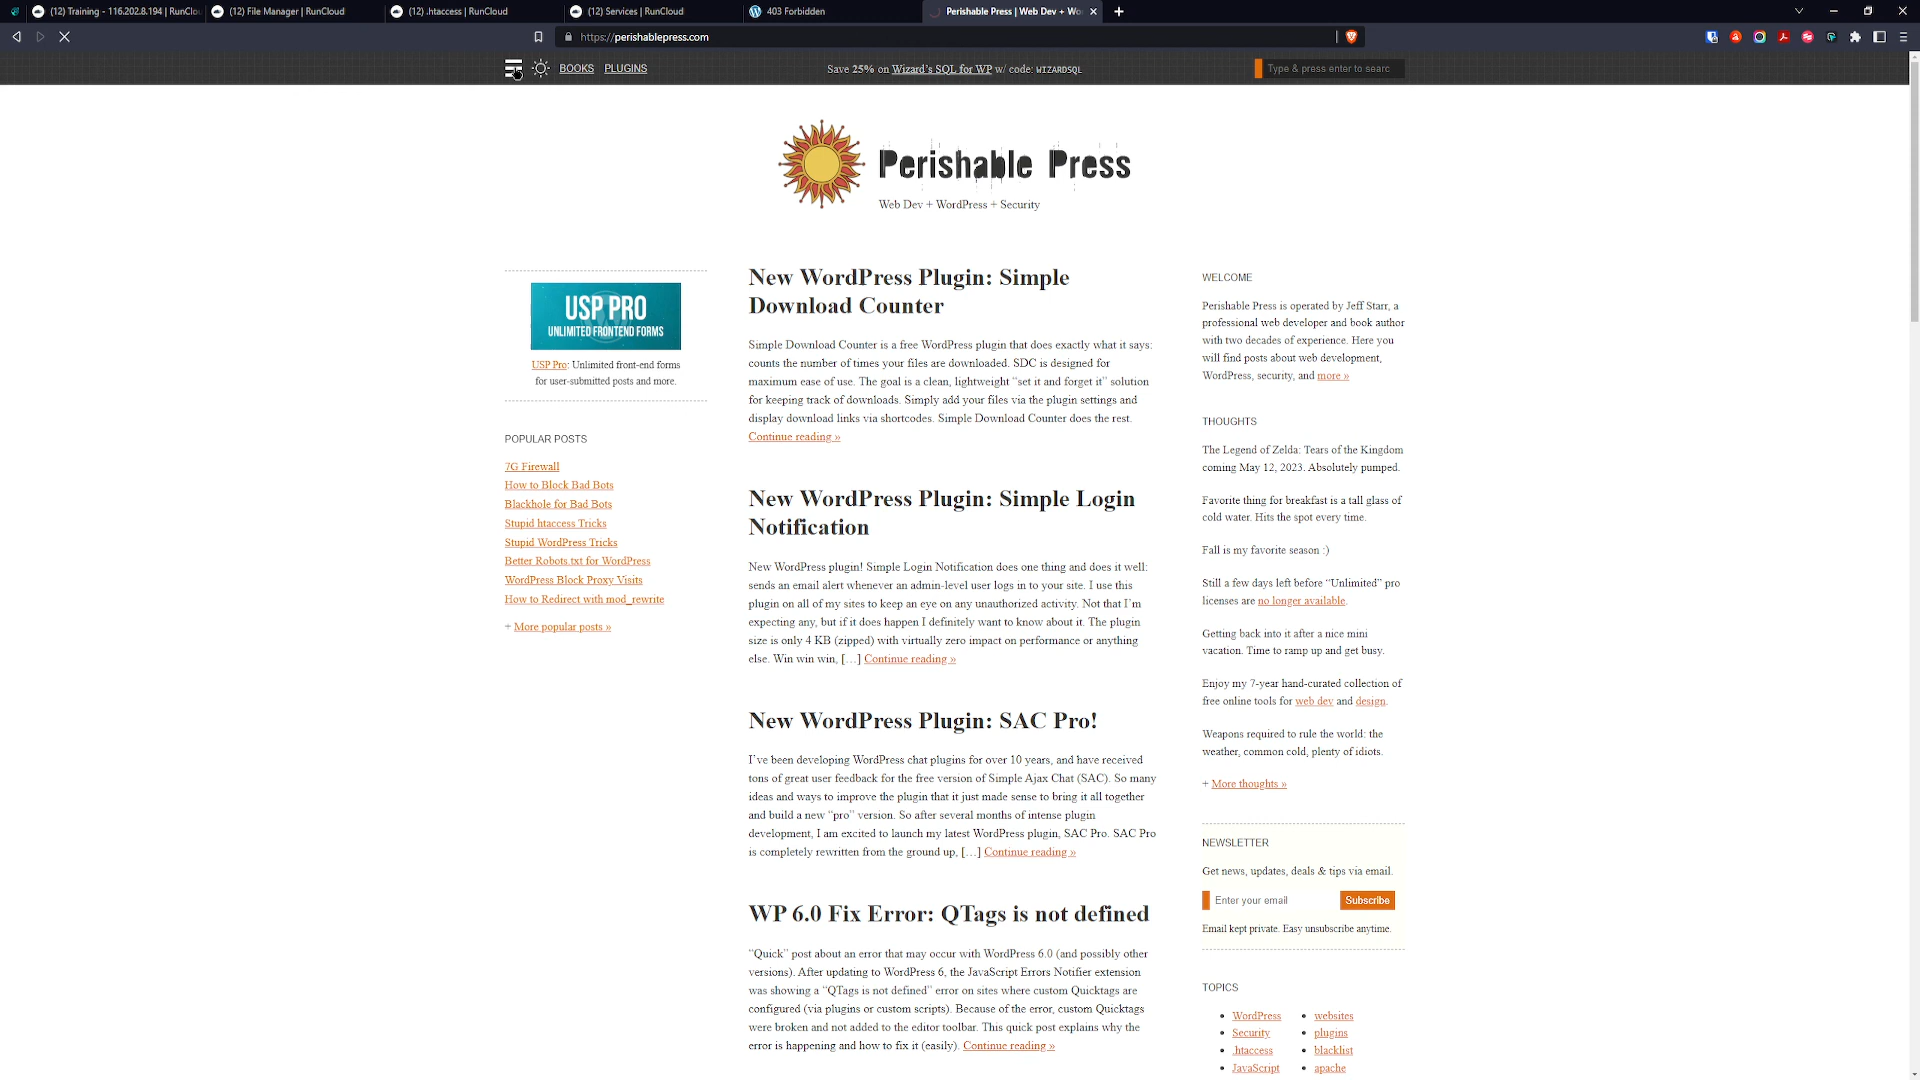 (12) Training - 116.202.8.194 | RunClo
(12) File Manager | RunCloud
(12) .htaccess | RunCloud
(12) Services | RunCloud
403 Forbidden
Perishable Press | Web Dev + Wo
https://perishablepress.com
BOOKS PLUGINS
Save 25% on Wizard's SQL for WP w/ code: WIZARDSQL
Type & press enter to searc
Perishable Press
Web Dev + WordPress + Security
USP PRO
UNLIMITED FRONTEND FORMS
USP Pro: Unlimited front-end forms
for user-submitted posts and more.
POPULAR POSTS
7G Firewall
How to Block Bad Bots
Blackhole for Bad Bots
Stupid htaccess Tricks
Stupid WordPress Tricks
Better Robots.txt for WordPress
WordPress Block Proxy Visits
How to Redirect with mod_rewrite
+ More popular posts »
New WordPress Plugin: Simple
Download Counter
Simple Download Counter is a free WordPress plugin that does exactly what it says:
counts the number of times your files are downloaded. SDC is designed for
maximum ease of use. The goal is a clean, lightweight “set it and forget it” solution
for keeping track of downloads. Simply add your files via the plugin settings and
display download links via shortcodes. Simple Download Counter does the rest.
Continue reading »
New WordPress Plugin: Simple Login
Notification
New WordPress plugin! Simple Login Notification does one thing and does it well:
sends an email alert whenever an admin-level user logs in to your site. I use this
plugin on all of my sites to keep an eye on any unauthorized activity. Not that I’m
expecting any, but if it does happen I definitely want to know about it. The plugin
size is only 4 KB (zipped) with virtually zero impact on performance or anything
else. Win win win, […] Continue reading »
New WordPress Plugin: SAC Pro!
I’ve been developing WordPress chat plugins for over 10 years, and have received
tons of great user feedback for the free version of Simple Ajax Chat (SAC). So many
ideas and ways to improve the plugin that it just made sense to bring it all together
and build a new “pro” version. So after several months of intense plugin
development, I am excited to launch my latest WordPress plugin, SAC Pro. SAC Pro
is completely rewritten from the ground up, […] Continue reading »
WP 6.0 Fix Error: QTags is not defined
“Quick” post about an error that may occur with WordPress 6.0 (and possibly other
versions). After updating to WordPress 6, the JavaScript Errors Notifier extension
was showing a “QTags is not defined” error on sites where custom Quicktags are
configured (via plugins or custom scripts). Because of the error, custom Quicktags
were broken and not added to the editor toolbar. This quick post explains why the
error is happening and how to fix it (easily). Continue reading »
WELCOME
Perishable Press is operated by Jeff Starr, a
professional web developer and book author
with two decades of experience. Here you
will find posts about web development,
WordPress, security, and more »
THOUGHTS
The Legend of Zelda: Tears of the Kingdom
coming May 12, 2023. Absolutely pumped.
Favorite thing for breakfast is a tall glass of
cold water. Hits the spot every time.
Fall is my favorite season :)
Still a few days left before “Unlimited” pro
licenses are no longer available.
Getting back into it after a nice mini
vacation. Time to ramp up and get busy.
Enjoy my 7-year hand-curated collection of
free online tools for web dev and design.
Weapons required to rule the world: the
weather, common cold, plenty of idiots.
+ More thoughts »
NEWSLETTER
Get news, updates, deals & tips via email.
Enter your email
Subscribe
Email kept private. Easy unsubscribe anytime.
TOPICS
WordPress
Security
.htaccess
JavaScript
websites
plugins
blacklist
apache